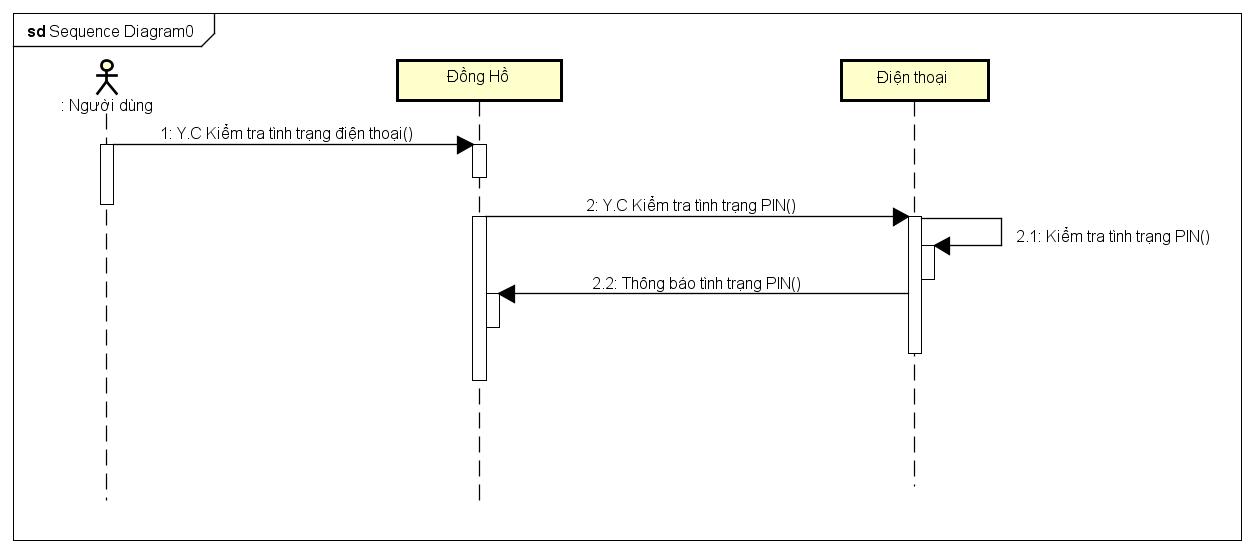 sd Sequence Diagram0
: Người dùng
Đồng Hồ
Điện thoại
1: Y.C Kiểm tra tình trạng điện thoại()
2: Y.C Kiểm tra tình trạng PIN()
2.1: Kiểm tra tình trạng PIN()
2.2: Thông báo tình trạng PIN()